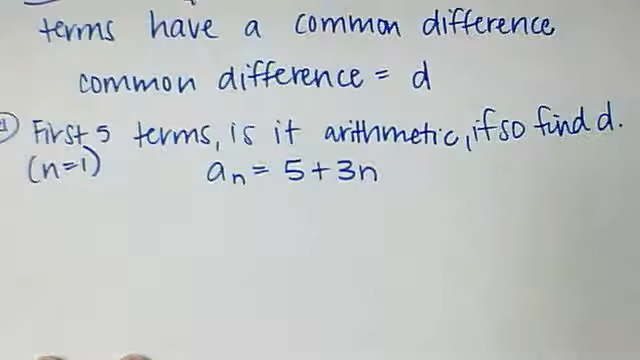 terms have a common difference
common difference = d
First 5 terms, is it arithmetic, if so find d.
(n=1) aₙ = 5+3n